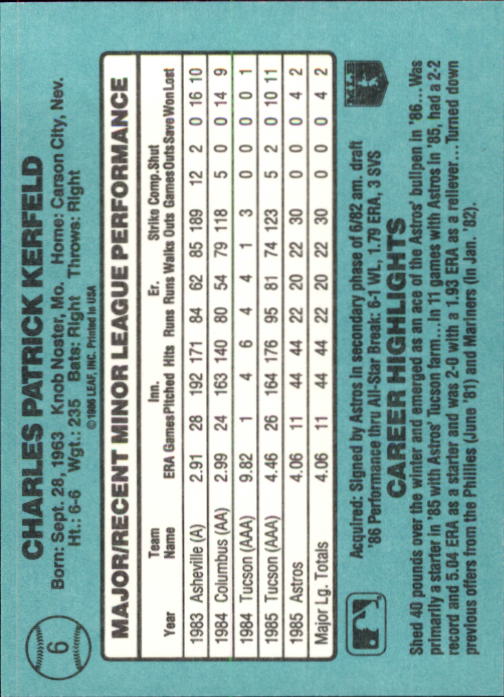 6
CHARLES PATRICK KERFELD
Born: Sept. 28, 1963 Knob Noster, Mo. Home: Carson City, Nev.
Ht.: 6-6 Wgt.: 235 Bats: Right Throws: Right
©1986 LEAF, INC. Printed in USA
MAJOR/RECENT MINOR LEAGUE PERFORMANCE
Team Inn. Er. Strike Comp. Shut
Year Name ERA Games Pitched Hits Runs Runs Walks Outs Games Outs Save Won Lost
1983 Asheville (A) 2.91 28 192 171 84 62 85 189 12 2 0 16 10
1984 Columbus (AA) 2.99 24 163 140 80 54 79 118 5 0 0 14 9
1984 Tucson (AAA) 9.82 1 4 6 4 4 1 3 0 0 0 0 1
1985 Tucson (AAA) 4.46 26 164 176 95 81 74 123 5 2 0 10 11
1985 Astros 4.06 11 44 44 22 20 22 30 0 0 0 4 2
Major Lg. Totals 4.06 11 44 44 22 20 22 30 0 0 0 4 2
Acquired: Signed by Astros in secondary phase of 6/82 am. draft
'86 Performance thru All-Star Break: 6-1 WL, 1.79 ERA, 3 SVS
CAREER HIGHLIGHTS
Shed 40 pounds over the winter and emerged as an ace of the Astros' bullpen in '86...Was
primarily a starter in '85 with Astros' Tucson farm...In 11 games with Astros in '85, had a 2-2
record and 5.04 ERA as a starter and was 2-0 with a 1.93 ERA as a reliever...Turned down
previous offers from the Phillies (June '81) and Mariners (in Jan. '82).